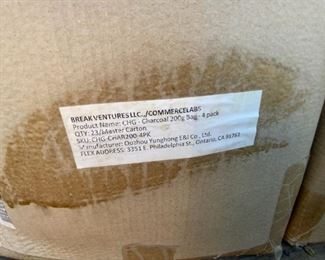 BREAKVENTURES LLC../COMMERCELABS
Product Name: CHG - Charcoal 200g Bag - 4 pack
QTY: 23/Master Carton
SKU: CHG-CHAR200-4PK
Manufacturer: Ouzhou Yunghong E&I Co., Ltd.
FLEX ADDRESS: 3351 E. Philadelphia St., Ontario, CA 91761